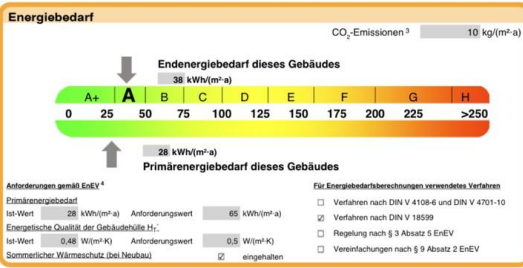 Energiebedarf
CO2-Emissionen 3 10 kg/(m²·a)
Endenergiebedarf dieses Gebäudes
38 kWh/(m²·a)
A+ A B C D E F G H
0 25 50 75 100 125 150 175 200 225 >250
28 kWh/(m²·a)
Primärenergiebedarf dieses Gebäudes
Anforderungen gemäß EnEV 4
Primärenergiebedarf
Ist-Wert 28 kWh/(m²·a) Anforderungswert 65 kWh/(m²·a)
Energetische Qualität der Gebäudehülle HT'
Ist-Wert 0,48 W/(m²·K) Anforderungswert 0,5 W/(m²·K)
Sommerlicher Wärmeschutz (bei Neubau) ☑ eingehalten
Für Energiebedarfsberechnungen verwendetes Verfahren
☐ Verfahren nach DIN V 4108-6 und DIN V 4701-10
☑ Verfahren nach DIN V 18599
☐ Regelung nach § 3 Absatz 5 EnEV
☐ Vereinfachungen nach § 9 Absatz 2 EnEV